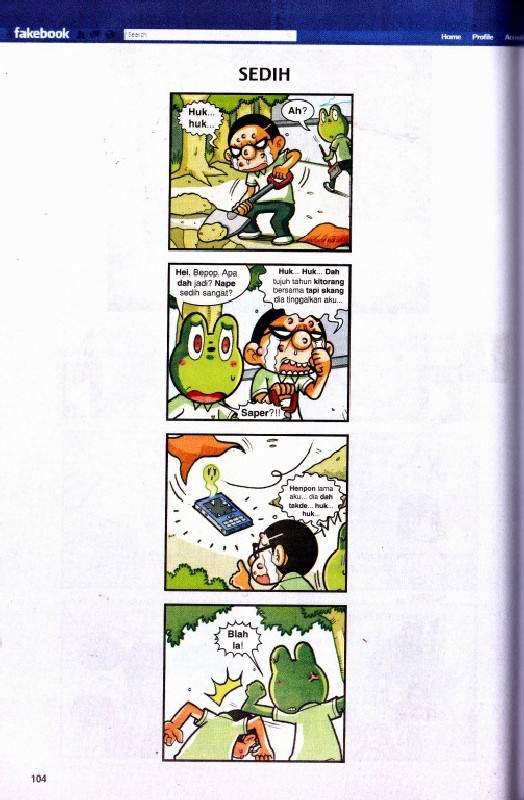 fakebook
Search
Home Profile
SEDIH
Huk...
huk...
Ah?
Hei, Bepop. Apa
dah jadi? Nape
sedih sangat?
Huk... Huk... Dah
tujuh tahun kitorang
bersama tapi skang
dia tinggalkan aku...
Saper?!!
Henpon lama
aku... dia dah
takde... huk...
huk...
Blah
la!
104